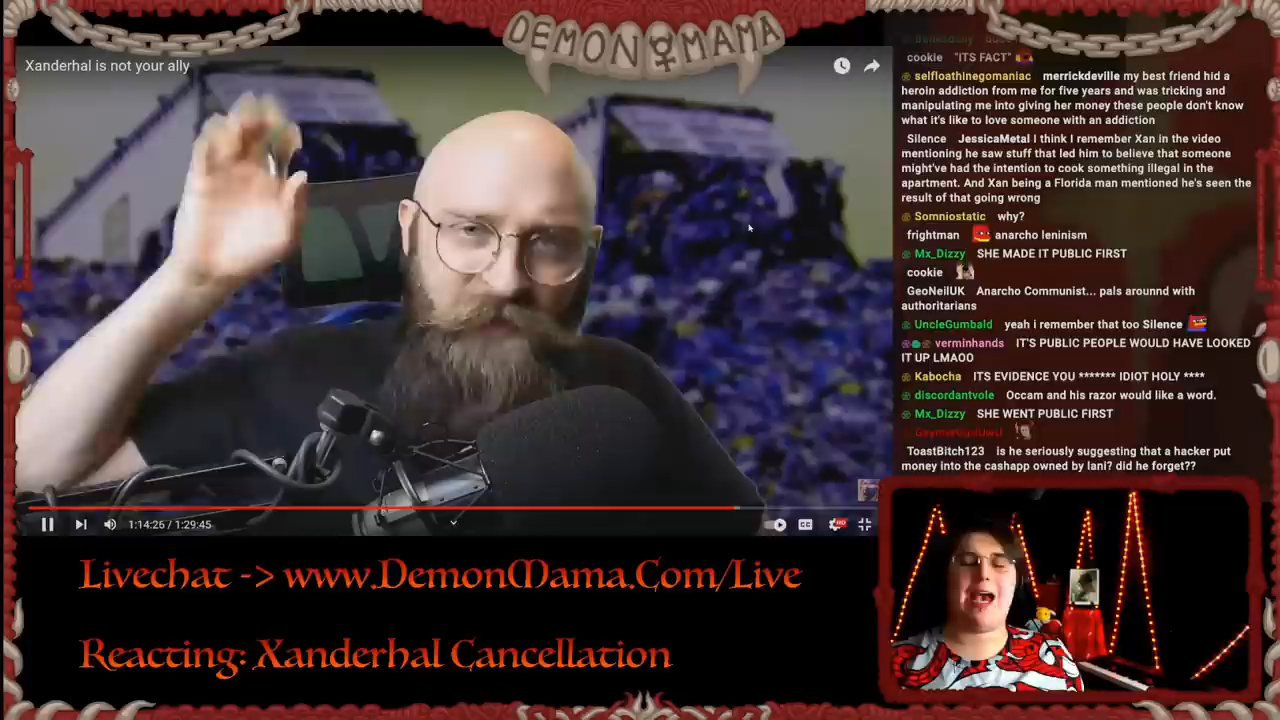 DEMON MAMA
Xanderhal is not your ally
cookie "ITS FACT"
selfloathinegomaniac merrickdeville my best friend hid a
heroin addiction from me for five years and was tricking and
manipulating me into giving her money these people don't know
what it's like to love someone with an addiction
Silence JessicaMetal I think I remember Xan in the video
mentioning he saw stuff that led him to believe that someone
might've had the intention to cook something illegal in the
apartment. And Xan being a Florida man mentioned he's seen the
result of that going wrong
Somniostatic why?
frightman anarcho leninism
Mx_Dizzy SHE MADE IT PUBLIC FIRST
cookie
GeoNeilUK Anarcho Communist... pals arounnd with
authoritarians
UncleGumbald yeah i remember that too Silence
verminhands IT'S PUBLIC PEOPLE WOULD HAVE LOOKED
IT UP LMAOO
Kabocha ITS EVIDENCE YOU ******* IDIOT HOLY ****
discordantvole Occam and his razor would like a word.
Mx_Dizzy SHE WENT PUBLIC FIRST
ToastBitch123 is he seriously suggesting that a hacker put
money into the cashapp owned by lani? did he forget??
1:14:26 / 1:29:45
CC
HD
Livechat -> www.DemonMama.Com/Live
Reacting: Xanderhal Cancellation